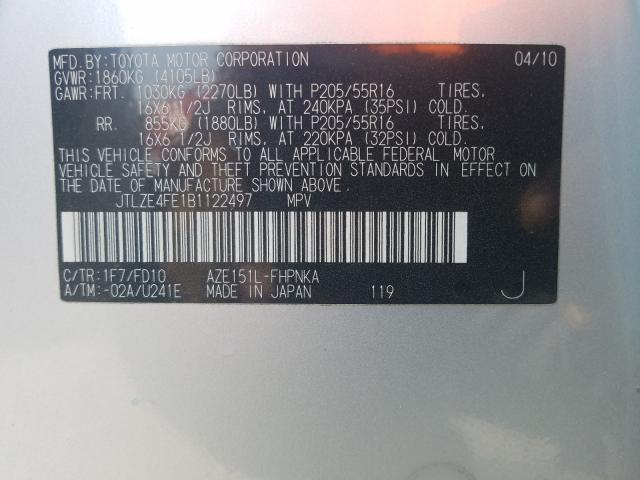 MFD. BY: TOYOTA MOTOR CORPORATION 04/10
GVWR: 1860KG (4105LB)
GAWR: FRT. 1030KG (2270LB) WITH P205/55R16 TIRES,
16X6 1/2J RIMS, AT 240KPA (35PSI) COLD.
RR. 855KG (1880LB) WITH P205/55R16 TIRES,
16X6 1/2J RIMS, AT 220KPA (32PSI) COLD.
THIS VEHICLE CONFORMS TO ALL APPLICABLE FEDERAL MOTOR
VEHICLE SAFETY AND THEFT PREVENTION STANDARDS IN EFFECT ON
THE DATE OF MANUFACTURE SHOWN ABOVE.
JTLZE4FE1B1122497 MPV
C/TR: 1F7/FD10 AZE151L-FHPNKA
A/TM: -02A/U241E MADE IN JAPAN 119 J